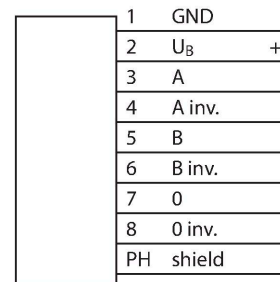 1 GND
2 U_B +
3 A
4 A inv.
5 B
6 B inv.
7 0
8 0 inv.
PH shield